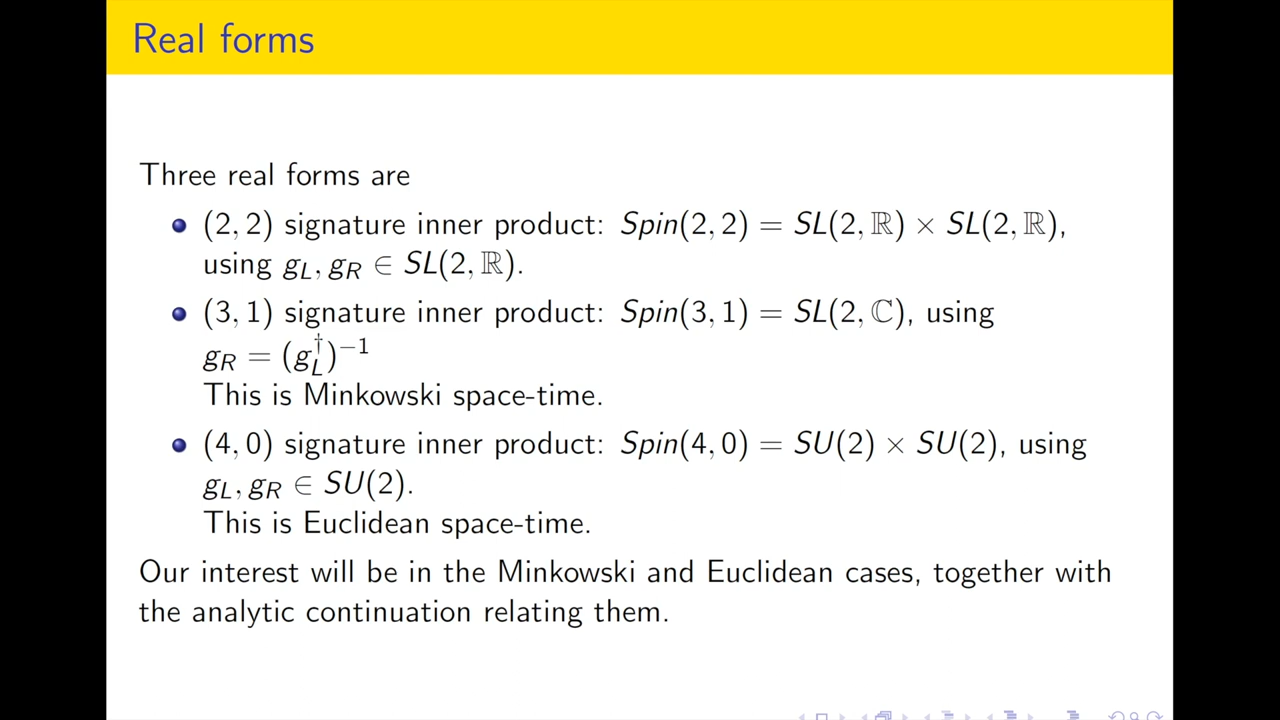 Real forms
Three real forms are
(2, 2) signature inner product: Spin(2, 2) = SL(2, ℝ) × SL(2, ℝ),
using g_L, g_R ∈ SL(2, ℝ).
(3, 1) signature inner product: Spin(3, 1) = SL(2, ℂ), using
g_R = (g_L^†)^{−1}
This is Minkowski space-time.
(4, 0) signature inner product: Spin(4, 0) = SU(2) × SU(2), using
g_L, g_R ∈ SU(2).
This is Euclidean space-time.
Our interest will be in the Minkowski and Euclidean cases, together with
the analytic continuation relating them.